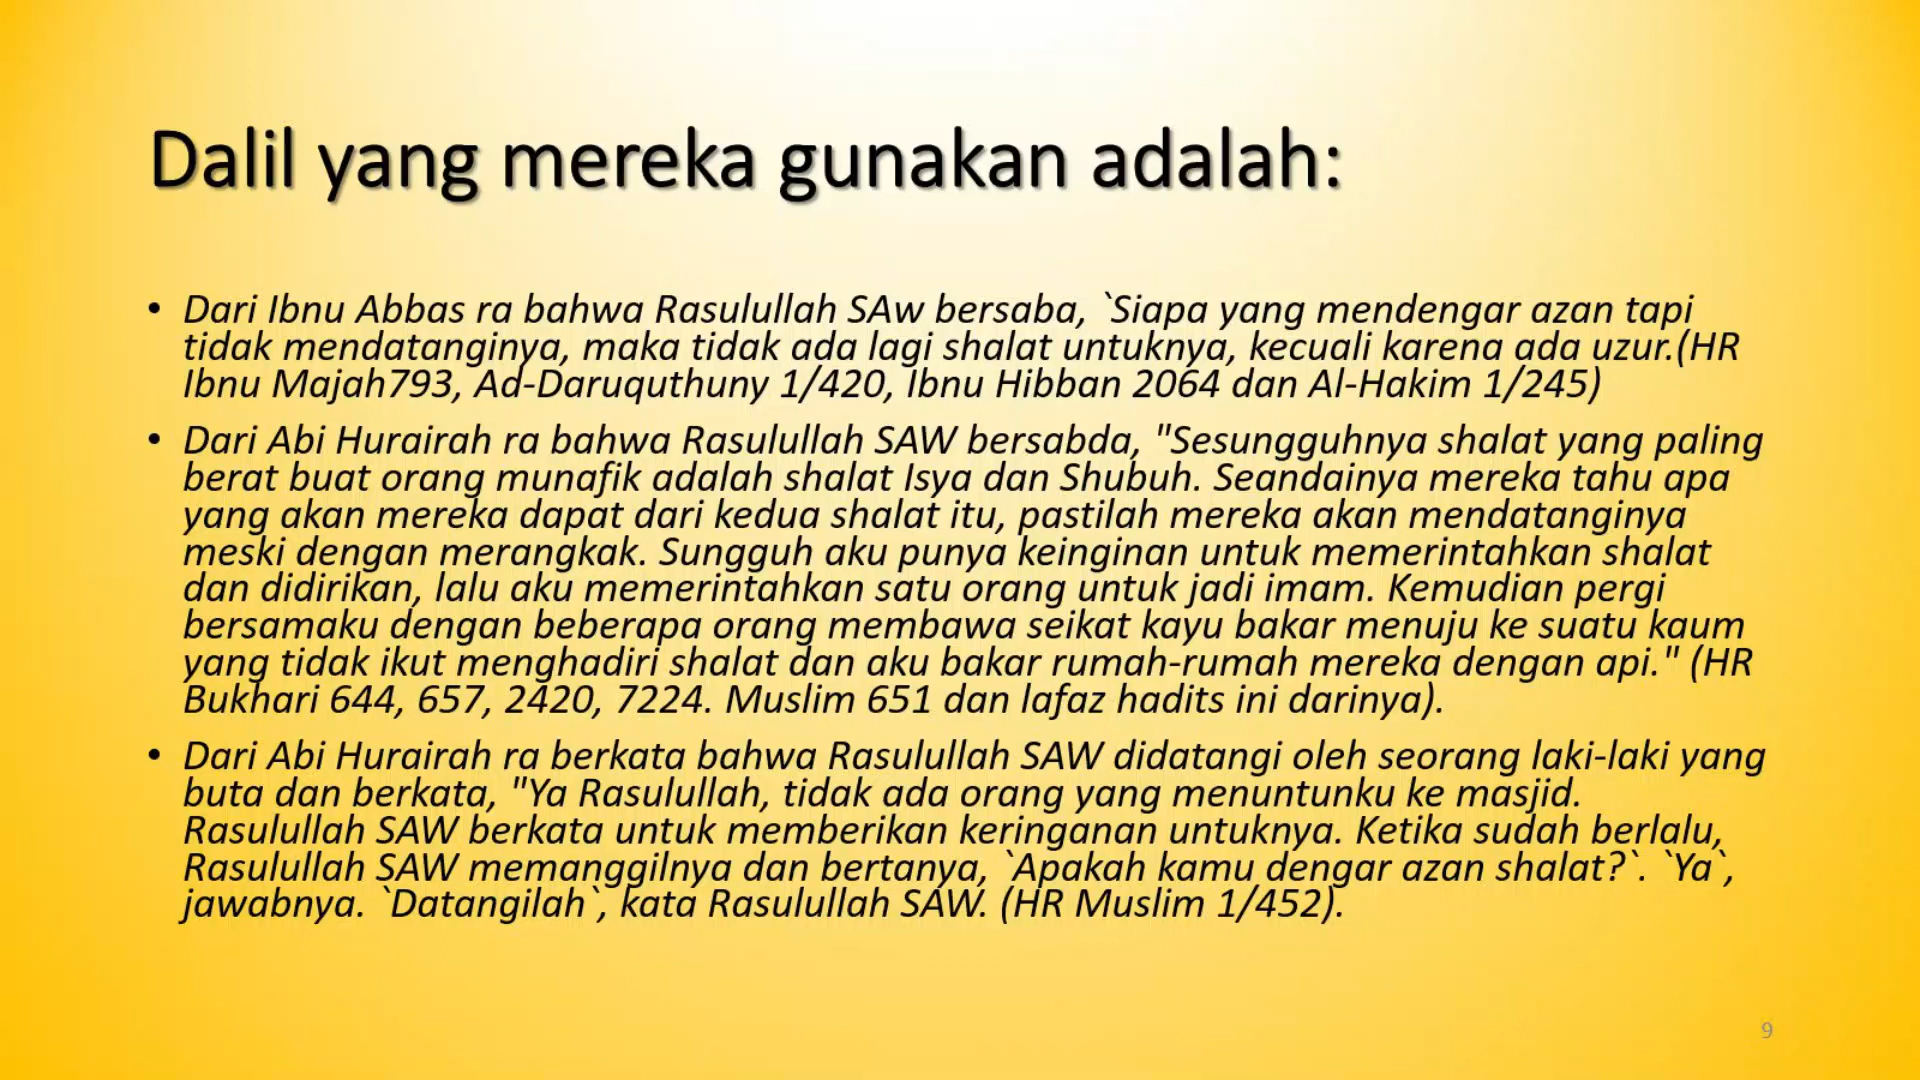 Dalil yang mereka gunakan adalah:
• Dari Ibnu Abbas ra bahwa Rasulullah SAw bersaba, `Siapa yang mendengar azan tapi
tidak mendatanginya, maka tidak ada lagi shalat untuknya, kecuali karena ada uzur.(HR
Ibnu Majah793, Ad-Daruquthuny 1/420, Ibnu Hibban 2064 dan Al-Hakim 1/245)
• Dari Abi Hurairah ra bahwa Rasulullah SAW bersabda, "Sesungguhnya shalat yang paling
berat buat orang munafik adalah shalat Isya dan Shubuh. Seandainya mereka tahu apa
yang akan mereka dapat dari kedua shalat itu, pastilah mereka akan mendatanginya
meski dengan merangkak. Sungguh aku punya keinginan untuk memerintahkan shalat
dan didirikan, lalu aku memerintahkan satu orang untuk jadi imam. Kemudian pergi
bersamaku dengan beberapa orang membawa seikat kayu bakar menuju ke suatu kaum
yang tidak ikut menghadiri shalat dan aku bakar rumah-rumah mereka dengan api." (HR
Bukhari 644, 657, 2420, 7224. Muslim 651 dan lafaz hadits ini darinya).
• Dari Abi Hurairah ra berkata bahwa Rasulullah SAW didatangi oleh seorang laki-laki yang
buta dan berkata, "Ya Rasulullah, tidak ada orang yang menuntunku ke masjid.
Rasulullah SAW berkata untuk memberikan keringanan untuknya. Ketika sudah berlalu,
Rasulullah SAW memanggilnya dan bertanya, `Apakah kamu dengar azan shalat?`. `Ya`,
jawabnya. `Datangilah`, kata Rasulullah SAW. (HR Muslim 1/452).
9